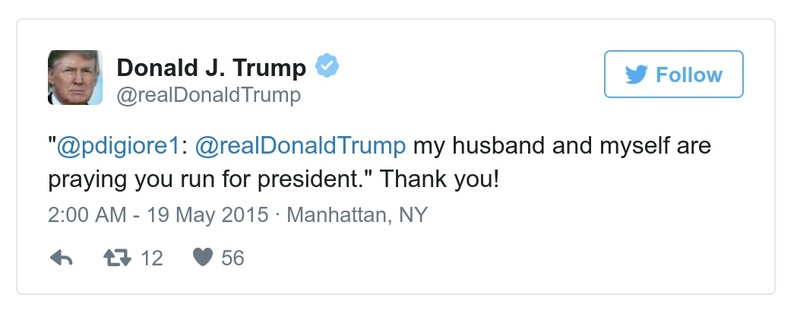 Donald J. Trump
@realDonaldTrump
Follow
"@pdigiore1: @realDonaldTrump my husband and myself are
praying you run for president." Thank you!
2:00 AM - 19 May 2015 · Manhattan, NY
12 56